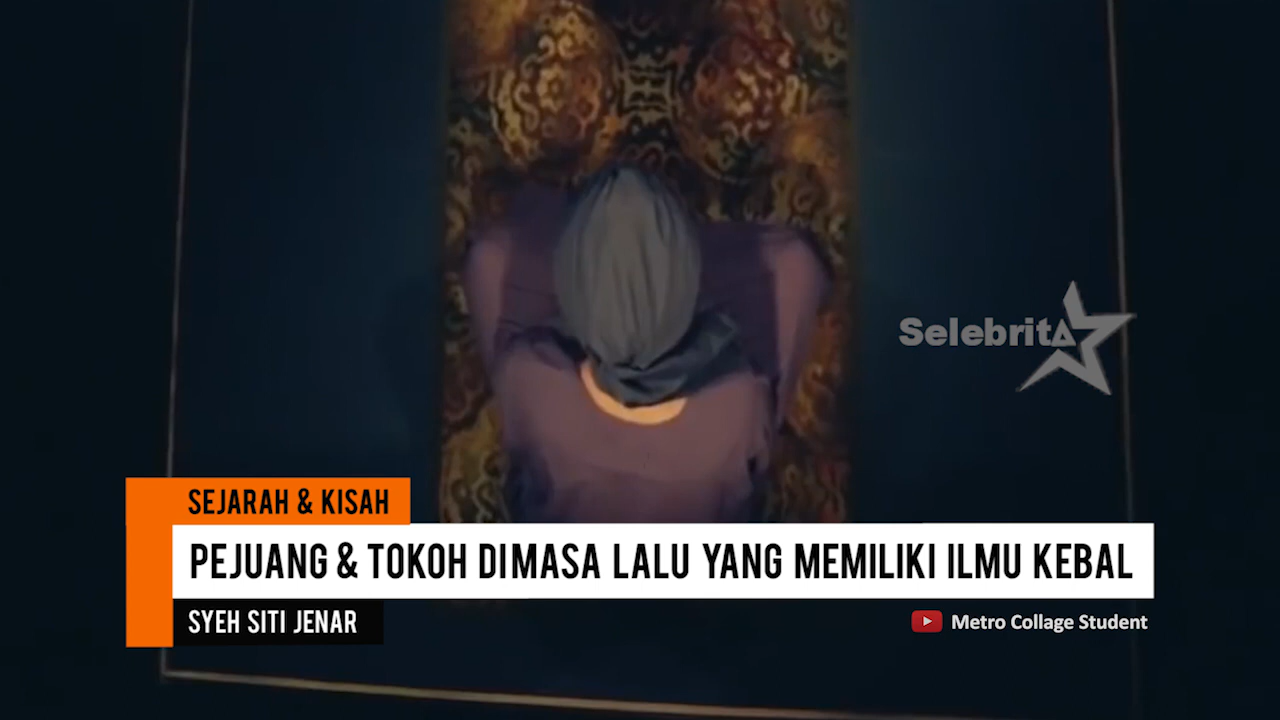 Selebrita
SEJARAH & KISAH
PEJUANG & TOKOH DIMASA LALU YANG MEMILIKI ILMU KEBAL
SYEH SITI JENAR
Metro Collage Student